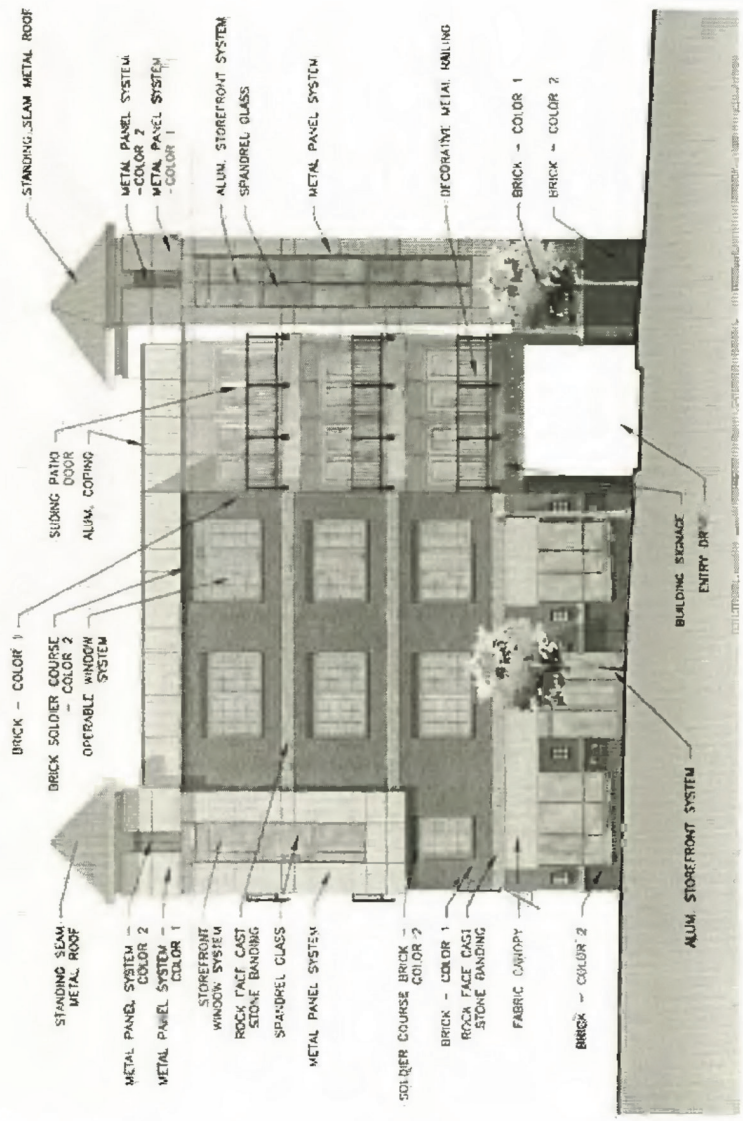 BRICK - COLOR 1
BRICK SOLDIER COURSE
- COLOR 2
OPERABLE WINDOW
SYSTEM
SLIDING PATIO
DOOR
ALUM. COPING
STANDING SEAM METAL ROOF
METAL PANEL SYSTEM
- COLOR 2
METAL PANEL SYSTEM
- COLOR 1
ALUM. STOREFRONT SYSTEM
SPANDREL GLASS
METAL PANEL SYSTEM
DECORATIVE METAL RAILING
BRICK - COLOR 1
BRICK - COLOR 2
STANDING SEAM
METAL ROOF
METAL PANEL SYSTEM -
COLOR 2
METAL PANEL SYSTEM -
COLOR 1
STOREFRONT
WINDOW SYSTEM
ROCK FACE CAST
STONE BANDING
SPANDREL GLASS
METAL PANEL SYSTEM
SOLDIER COURSE BRICK -
COLOR 2
BRICK - COLOR 1
ROCK FACE CAST
STONE BANDING
FABRIC CANOPY
BRICK - COLOR 2
ALUM. STOREFRONT SYSTEM
BUILDING SIGNAGE
ENTRY DRIVE